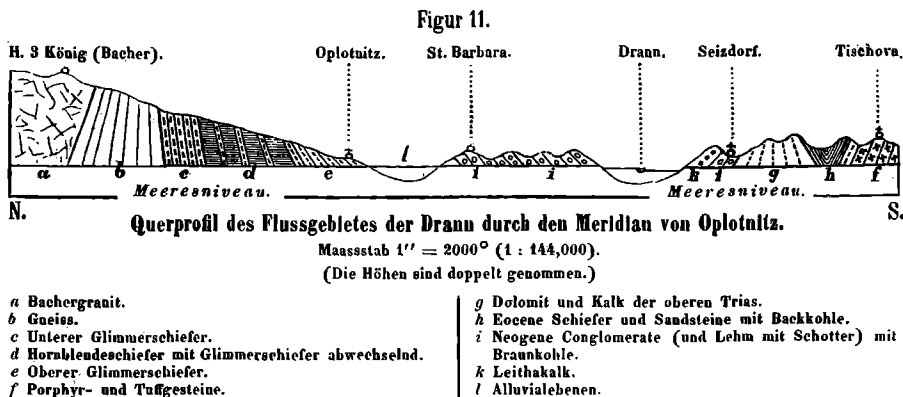 Figur 11.
H. 3 König (Bacher). Oplotnitz. St. Barbara. Drann. Seizdorf. Tischova.
a b c d e l i i k i g h f
Meeresniveau. Meeresniveau.
N. S.
Querprofil des Flussgebietes der Drann durch den Meridian von Oplotnitz.
Maassstab 1″ = 2000° (1 : 144,000).
(Die Höhen sind doppelt genommen.)
a Bachergranit.
b Gneiss.
c Unterer Glimmerschiefer.
d Hornblendeschiefer mit Glimmerschiefer abwechselnd.
e Oberer Glimmerschiefer.
f Porphyr- und Tuffgesteine.
g Dolomit und Kalk der oberen Trias.
h Eocene Schiefer und Sandsteine mit Backkohle.
i Neogene Conglomerate (und Lehm mit Schotter) mit
Braunkohle.
k Leithakalk.
l Alluvialebenen.